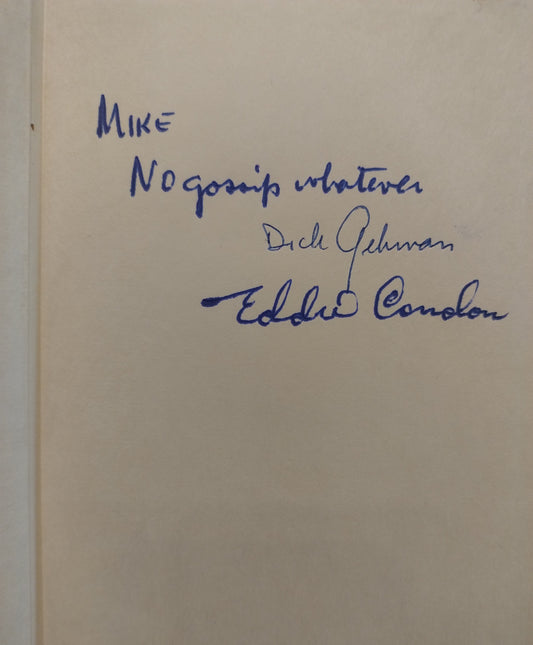 MIKE
No gossip whatever
Dick Gehman
Eddie Condon